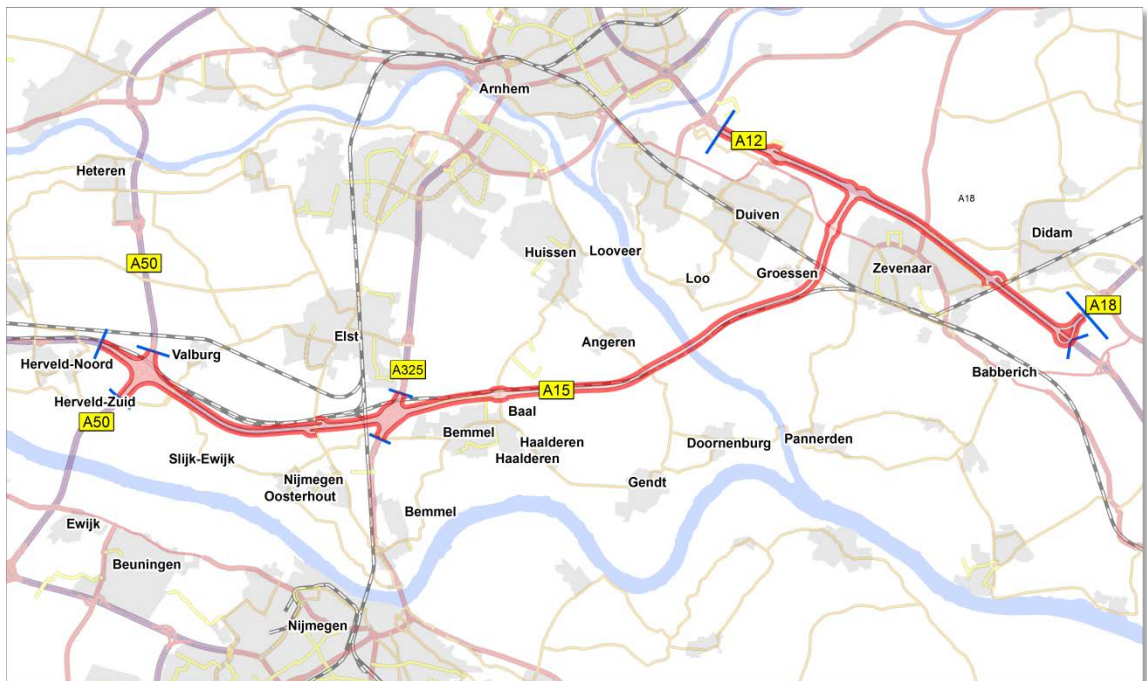 Arnhem
A12
Heteren
A18
Duiven
Didam
Huissen
Looveer
A50
Loo
Groessen
Zevenaar
A18
Elst
Angeren
Valburg
Herveld-Noord
A325
Babberich
A15
Herveld-Zuid
Baal
A50
Bemmel
Haalderen
Doornenburg
Pannerden
Slijk-Ewijk
Haalderen
Nijmegen
Gendt
Oosterhout
Bemmel
Ewijk
Beuningen
Nijmegen